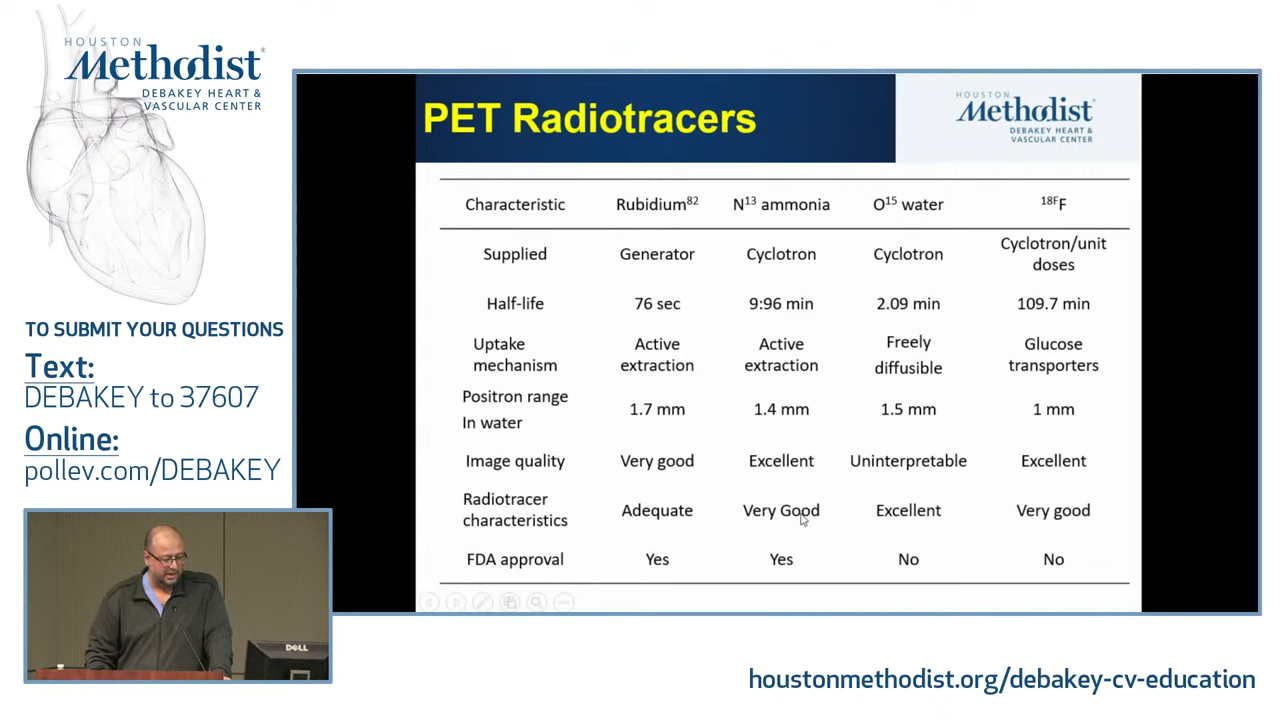 HOUSTON
Methodist®
DEBAKEY HEART &
VASCULAR CENTER
TO SUBMIT YOUR QUESTIONS
Text:
DEBAKEY to 37607
Online:
pollev.com/DEBAKEY
PET Radiotracers
HOUSTON
Methodist®
DEBAKEY HEART &
VASCULAR CENTER
Characteristic Rubidium82 N13 ammonia O15 water 18FF
Supplied Generator Cyclotron Cyclotron Cyclotron/unit
doses
Half-life 76 sec 9:96 min 2.09 min 109.7 min
Uptake Active Active Freely Glucose
mechanism extraction extraction diffusible transporters
Positron range
In water 1.7 mm 1.4 mm 1.5 mm 1 mm
Image quality Very good Excellent Uninterpretable Excellent
Radiotracer
characteristics Adequate Very Good Excellent Very good
FDA approval Yes Yes No No
DELL
houstonmethodist.org/debakey-cv-education